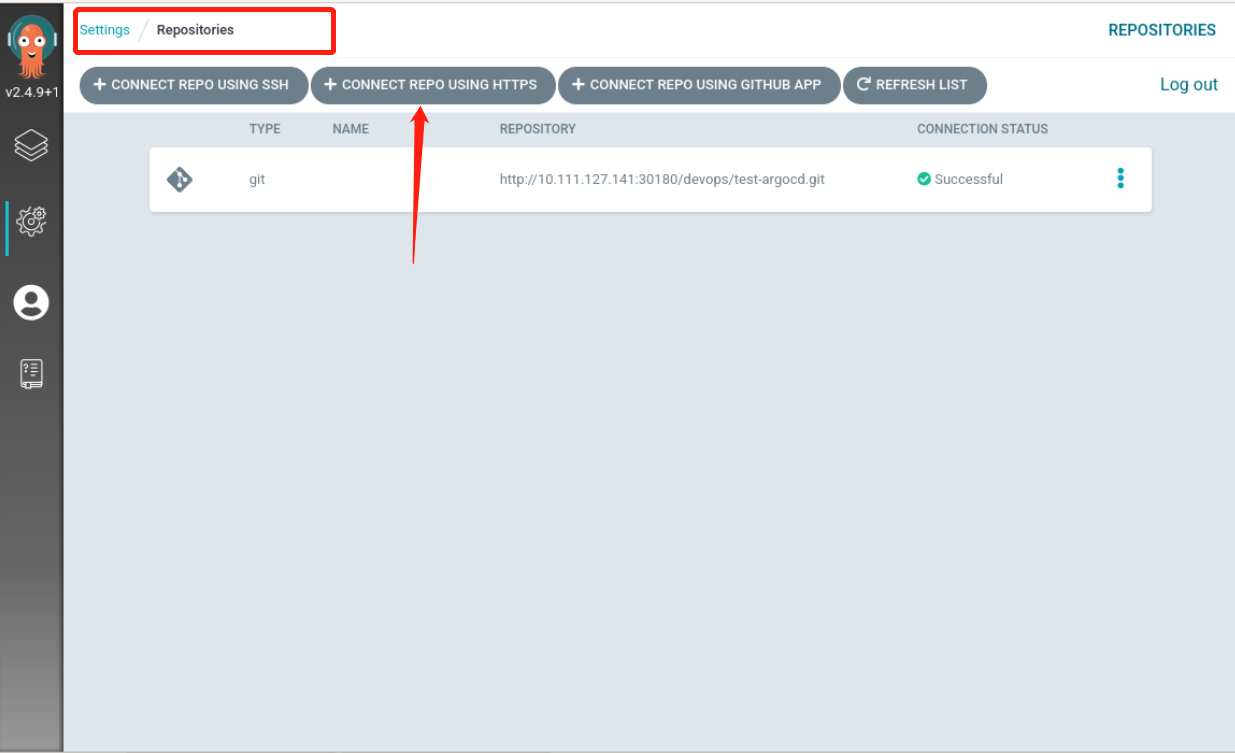 Settings / Repositories
REPOSITORIES
v2.4.9+1
CONNECT REPO USING SSH
CONNECT REPO USING HTTPS
CONNECT REPO USING GITHUB APP
REFRESH LIST
Log out
TYPE NAME REPOSITORY CONNECTION STATUS
git http://10.111.127.141:30180/devops/test-argocd.git Successful